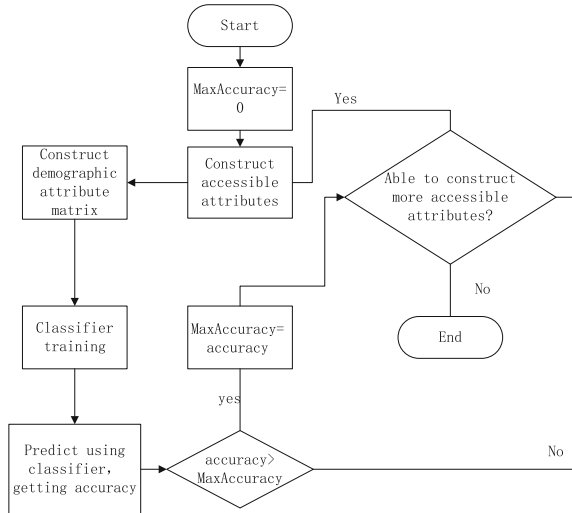 Start
MaxAccuracy=
0
Yes
Construct
demographic
attribute
matrix
Construct
accessible
attributes
Able to construct
more accessible
attributes?
No
Classifier
training
MaxAccuracy=
accuracy
End
yes
Predict using
classifier,
getting accuracy
accuracy>
MaxAccuracy
No